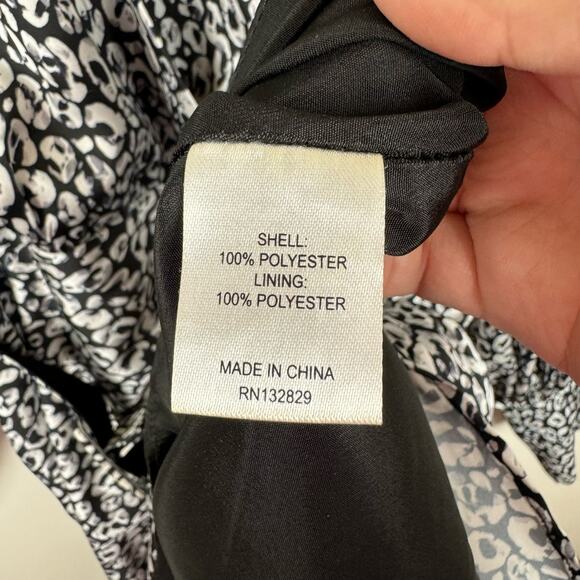 SHELL:
100% POLYESTER
LINING:
100% POLYESTER
MADE IN CHINA
RN132829